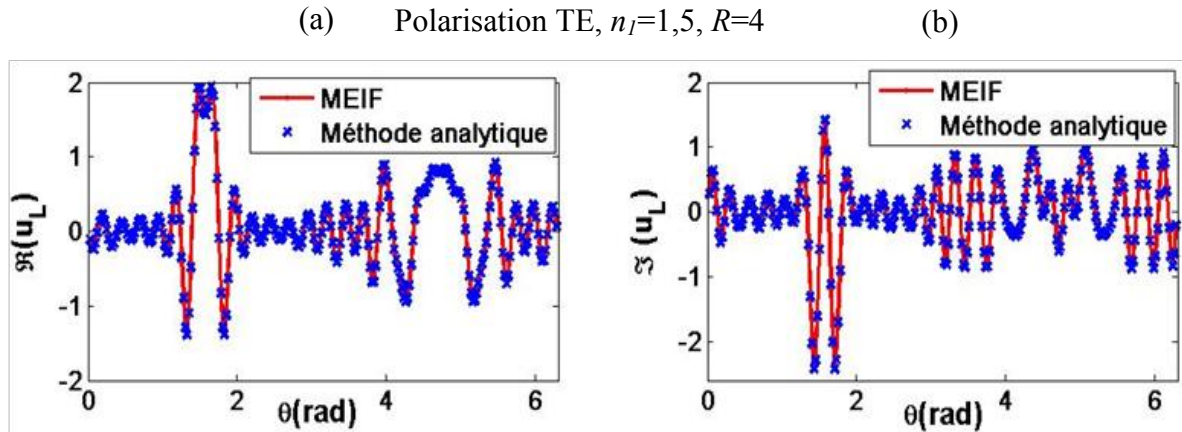 (a) Polarisation TE, n1=1,5, R=4 (b)
2
1
0
-1
-2
0 2 4 6
ℜ(uL)
θ(rad)
MEIF
Méthode analytique
2
1
0
-1
-2
0 2 4 6
ℑ (uL)
θ(rad)
MEIF
Méthode analytique